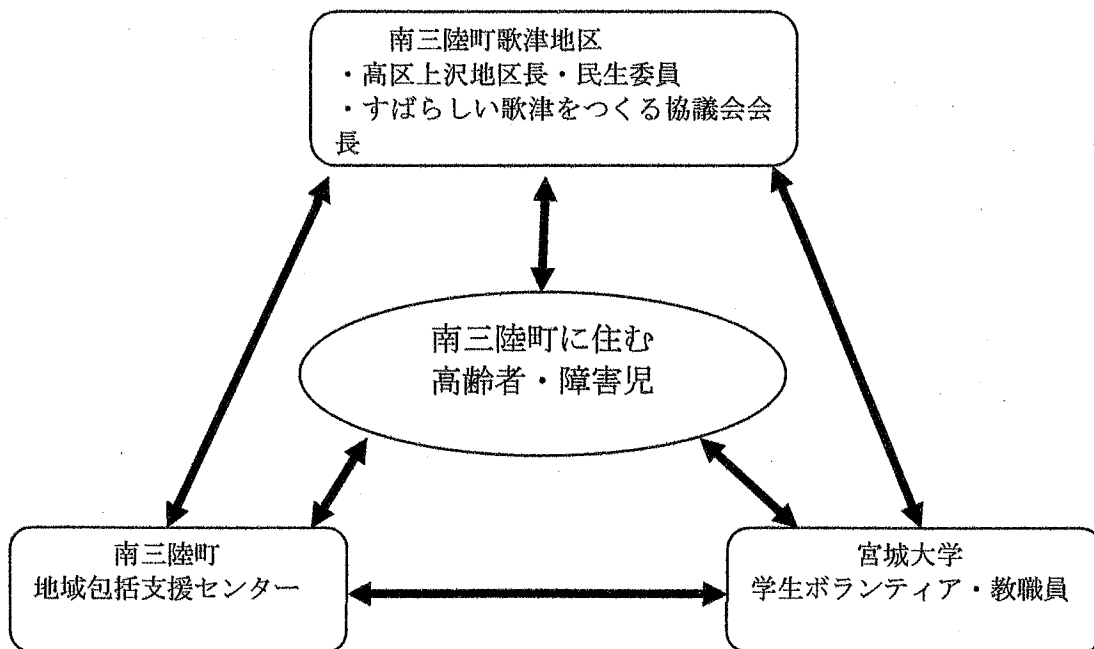 南三陸町歌津地区
・高区上沢地区長・民生委員
・すばらしい歌津をつくる協議会会
長
南三陸町に住む
高齢者・障害児
南三陸町
地域包括支援センター
宮城大学
学生ボランティア・教職員